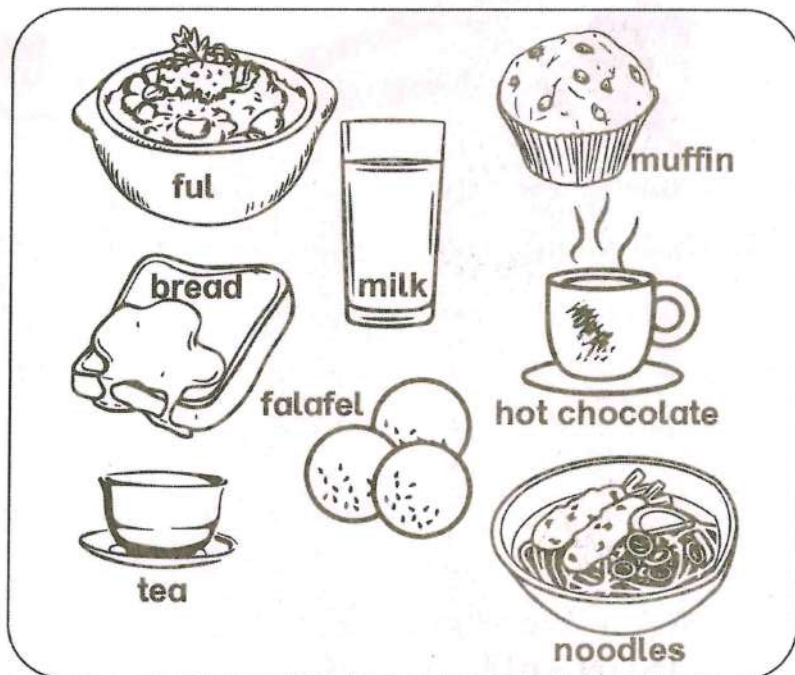 ful
muffin
bread
milk
falafel
hot chocolate
tea
noodles